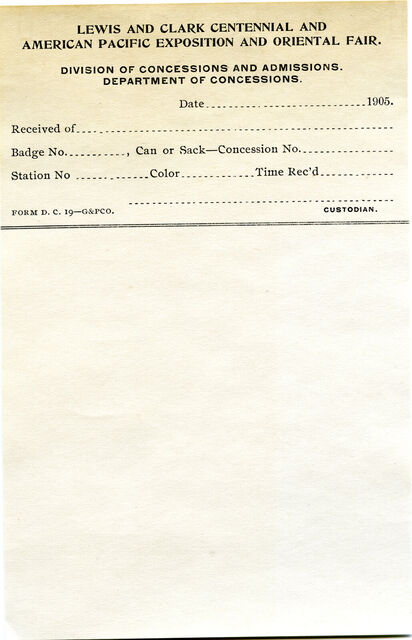 LEWIS AND CLARK CENTENNIAL AND
AMERICAN PACIFIC EXPOSITION AND ORIENTAL FAIR.
DIVISION OF CONCESSIONS AND ADMISSIONS.
DEPARTMENT OF CONCESSIONS.
Date 1905.
Received of
Badge No. , Can or Sack—Concession No.
Station No Color Time Rec'd
FORM D. C. 19—G&PCO. CUSTODIAN.